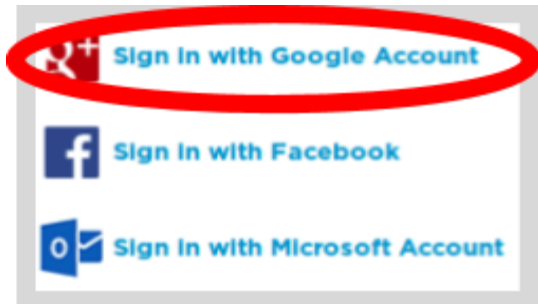 g+ Sign in with Google Account
f Sign in with Facebook
o Sign in with Microsoft Account